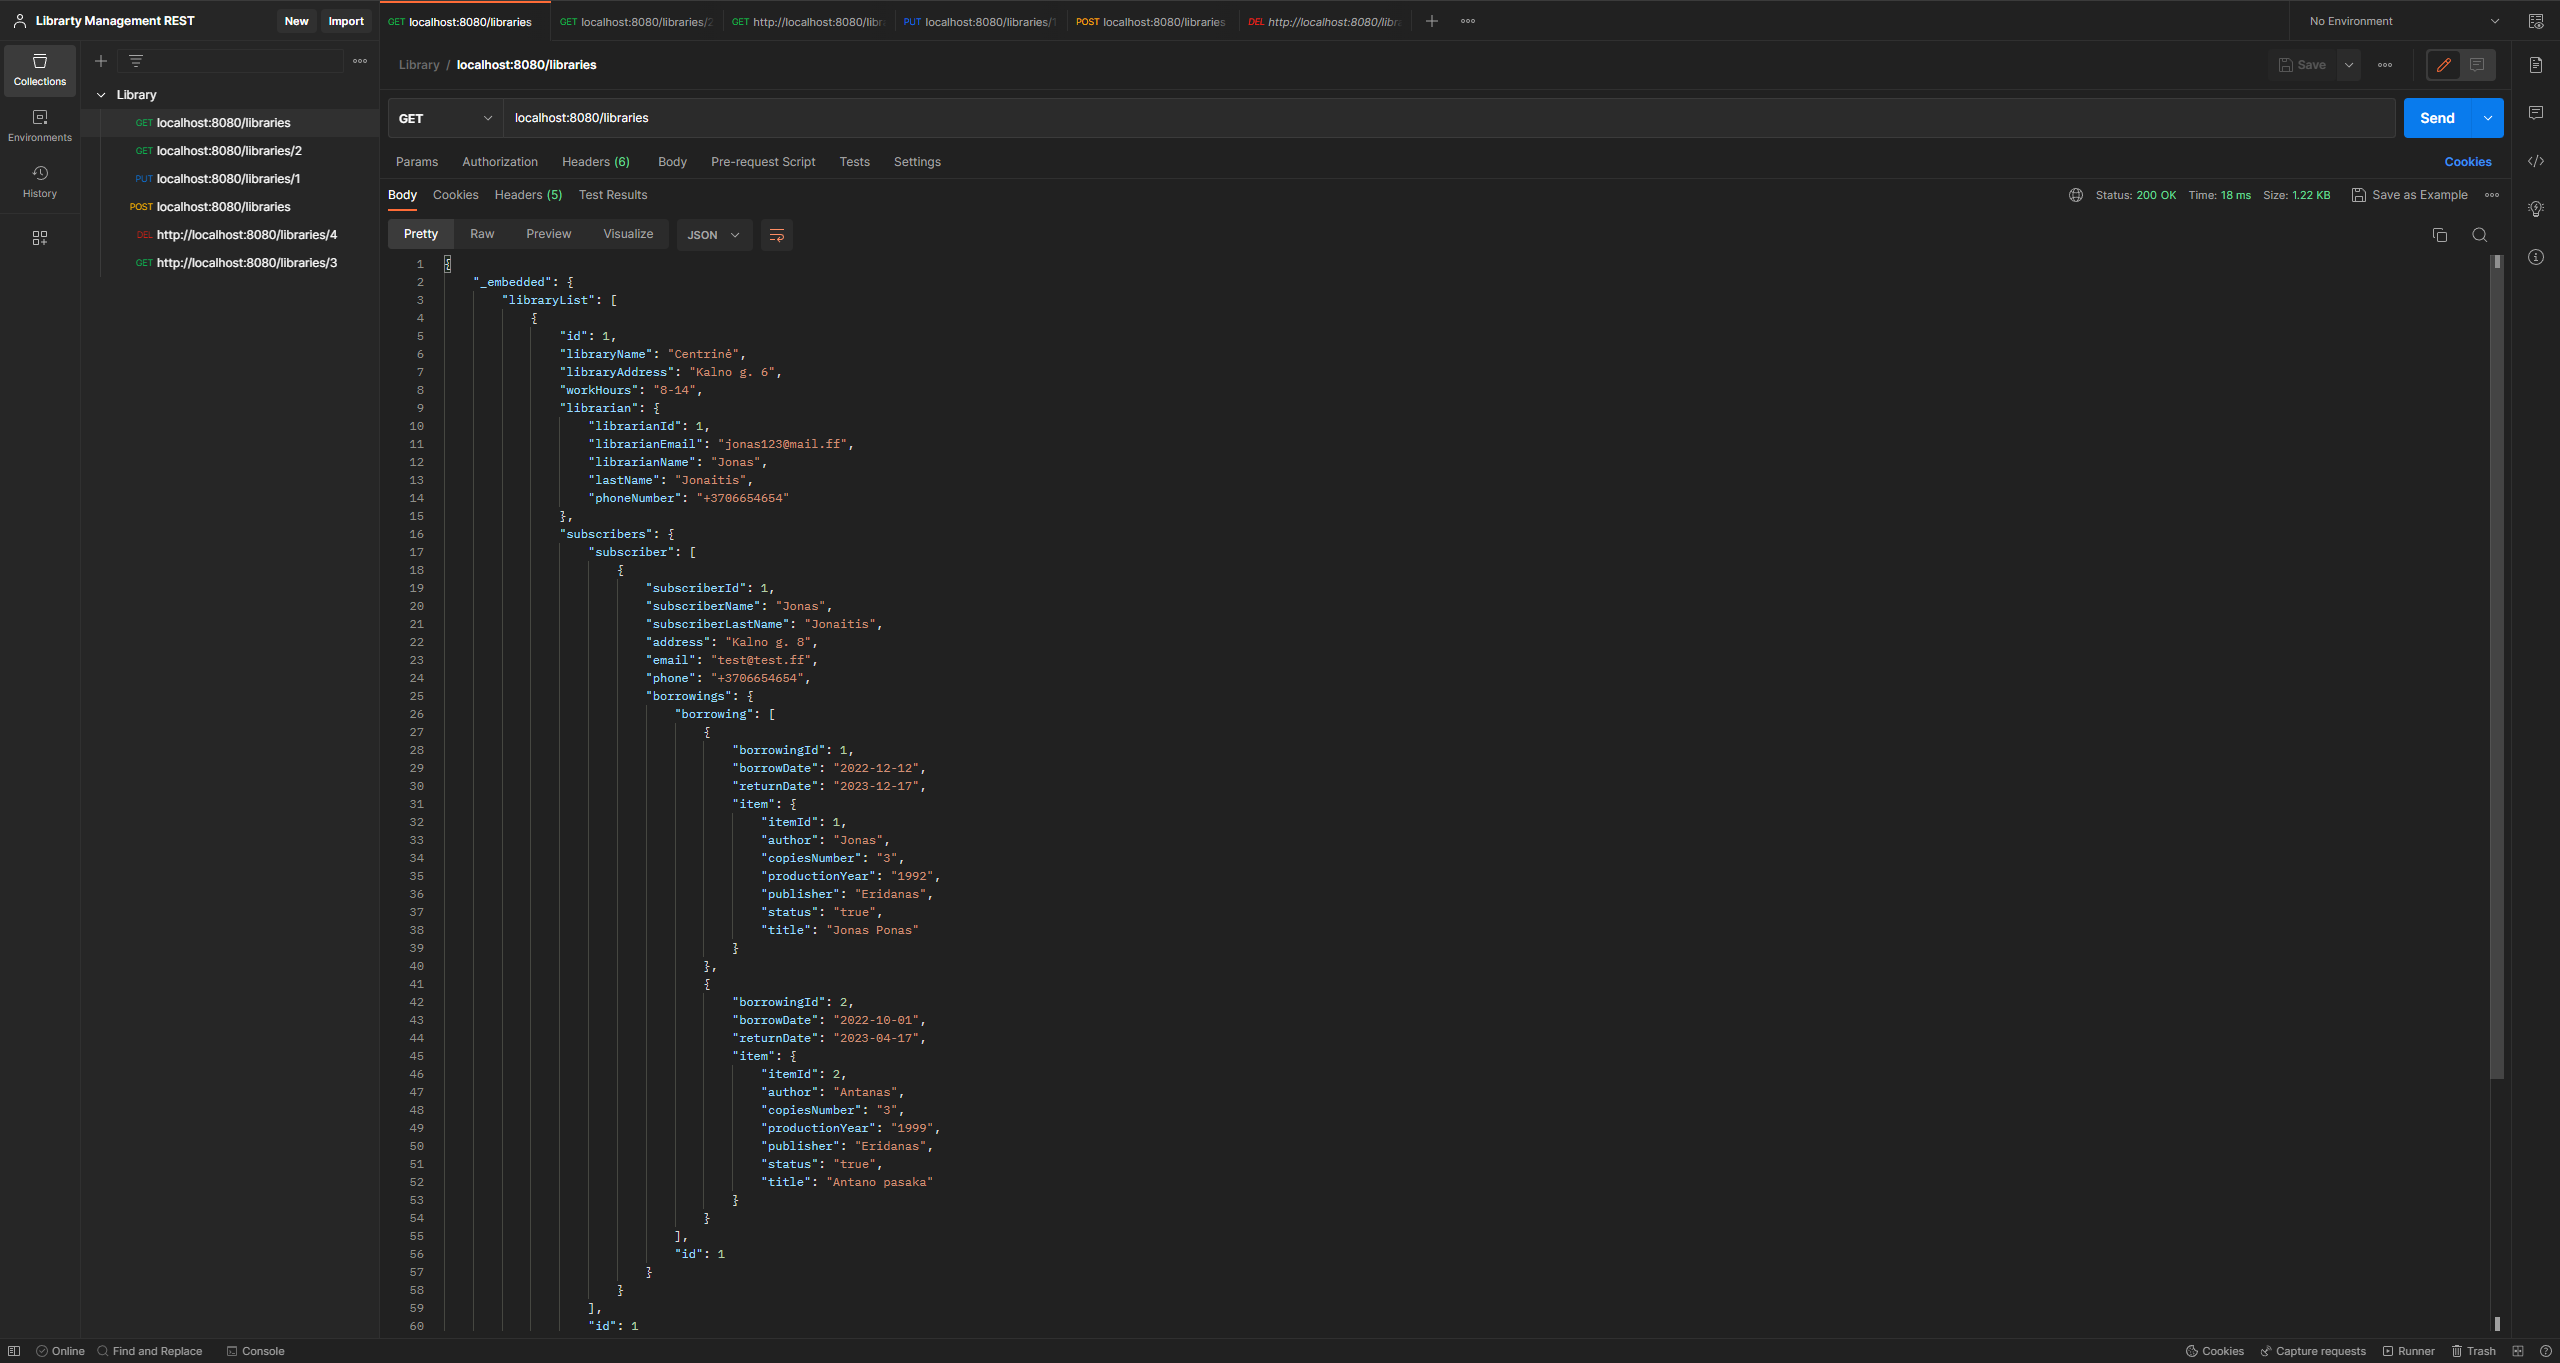 Librarty Management REST
New
Import
GET localhost:8080/libraries
GET localhost:8080/libraries/2
GET http://localhost:8080/libr
PUT localhost:8080/libraries/1
POST localhost:8080/libraries
DEL http://localhost:8080/libr
No Environment
Collections
Environments
History
Library
GET localhost:8080/libraries
GET localhost:8080/libraries/2
PUT localhost:8080/libraries/1
POST localhost:8080/libraries
DEL http://localhost:8080/libraries/4
GET http://localhost:8080/libraries/3
Library / localhost:8080/libraries
Save
GET
localhost:8080/libraries
Send
Params Authorization Headers (6) Body Pre-request Script Tests Settings
Cookies
Body Cookies Headers (5) Test Results
Status: 200 OK Time: 18 ms Size: 1.22 KB
Save as Example
Pretty Raw Preview Visualize JSON
1 {
2 "_embedded": {
3 "libraryList": [
4 {
5 "id": 1,
6 "libraryName": "Centrinė",
7 "libraryAddress": "Kalno g. 6",
8 "workHours": "8-14",
9 "librarian": {
10 "librarianId": 1,
11 "librarianEmail": "jonas123@mail.ff",
12 "librarianName": "Jonas",
13 "lastName": "Jonaitis",
14 "phoneNumber": "+3706654654"
15 },
16 "subscribers": {
17 "subscriber": [
18 {
19 "subscriberId": 1,
20 "subscriberName": "Jonas",
21 "subscriberLastName": "Jonaitis",
22 "address": "Kalno g. 8",
23 "email": "test@test.ff",
24 "phone": "+3706654654",
25 "borrowings": {
26 "borrowing": [
27 {
28 "borrowingId": 1,
29 "borrowDate": "2022-12-12",
30 "returnDate": "2023-12-17",
31 "item": {
32 "itemId": 1,
33 "author": "Jonas",
34 "copiesNumber": "3",
35 "productionYear": "1992",
36 "publisher": "Eridanas",
37 "status": "true",
38 "title": "Jonas Ponas"
39 }
40 },
41 {
42 "borrowingId": 2,
43 "borrowDate": "2022-10-01",
44 "returnDate": "2023-04-17",
45 "item": {
46 "itemId": 2,
47 "author": "Antanas",
48 "copiesNumber": "3",
49 "productionYear": "1999",
50 "publisher": "Eridanas",
51 "status": "true",
52 "title": "Antano pasaka"
53 }
54 }
55 ],
56 "id": 1
57 }
58 }
59 ],
60 "id": 1
Online
Find and Replace
Console
Cookies
Capture requests
Runner
Trash